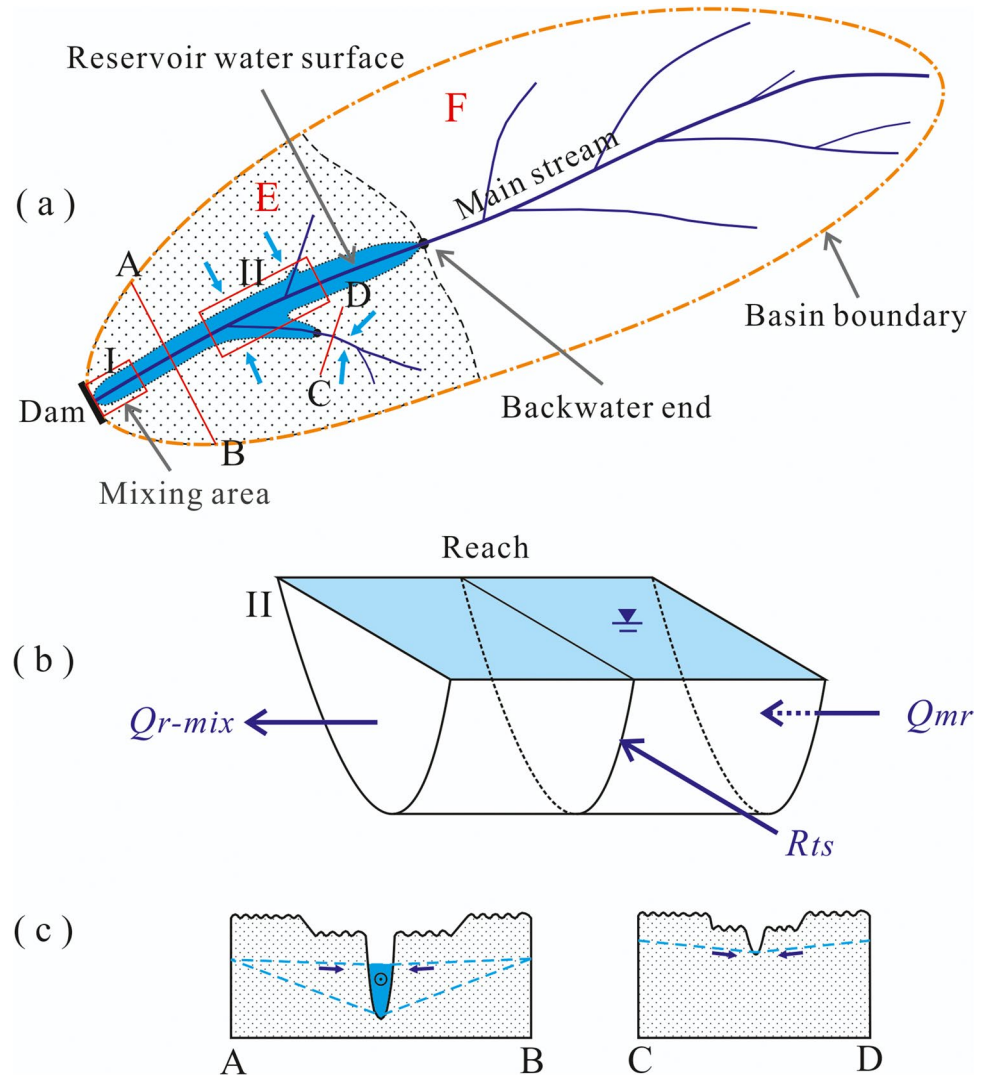 Reservoir water surface
F
( a )
Main stream
E
A
II
D
I
Basin boundary
C
Backwater end
Dam
B
Mixing area
Reach
II
( b )
Qr-mix
Qmr
Rts
( c )
A
B
C
D